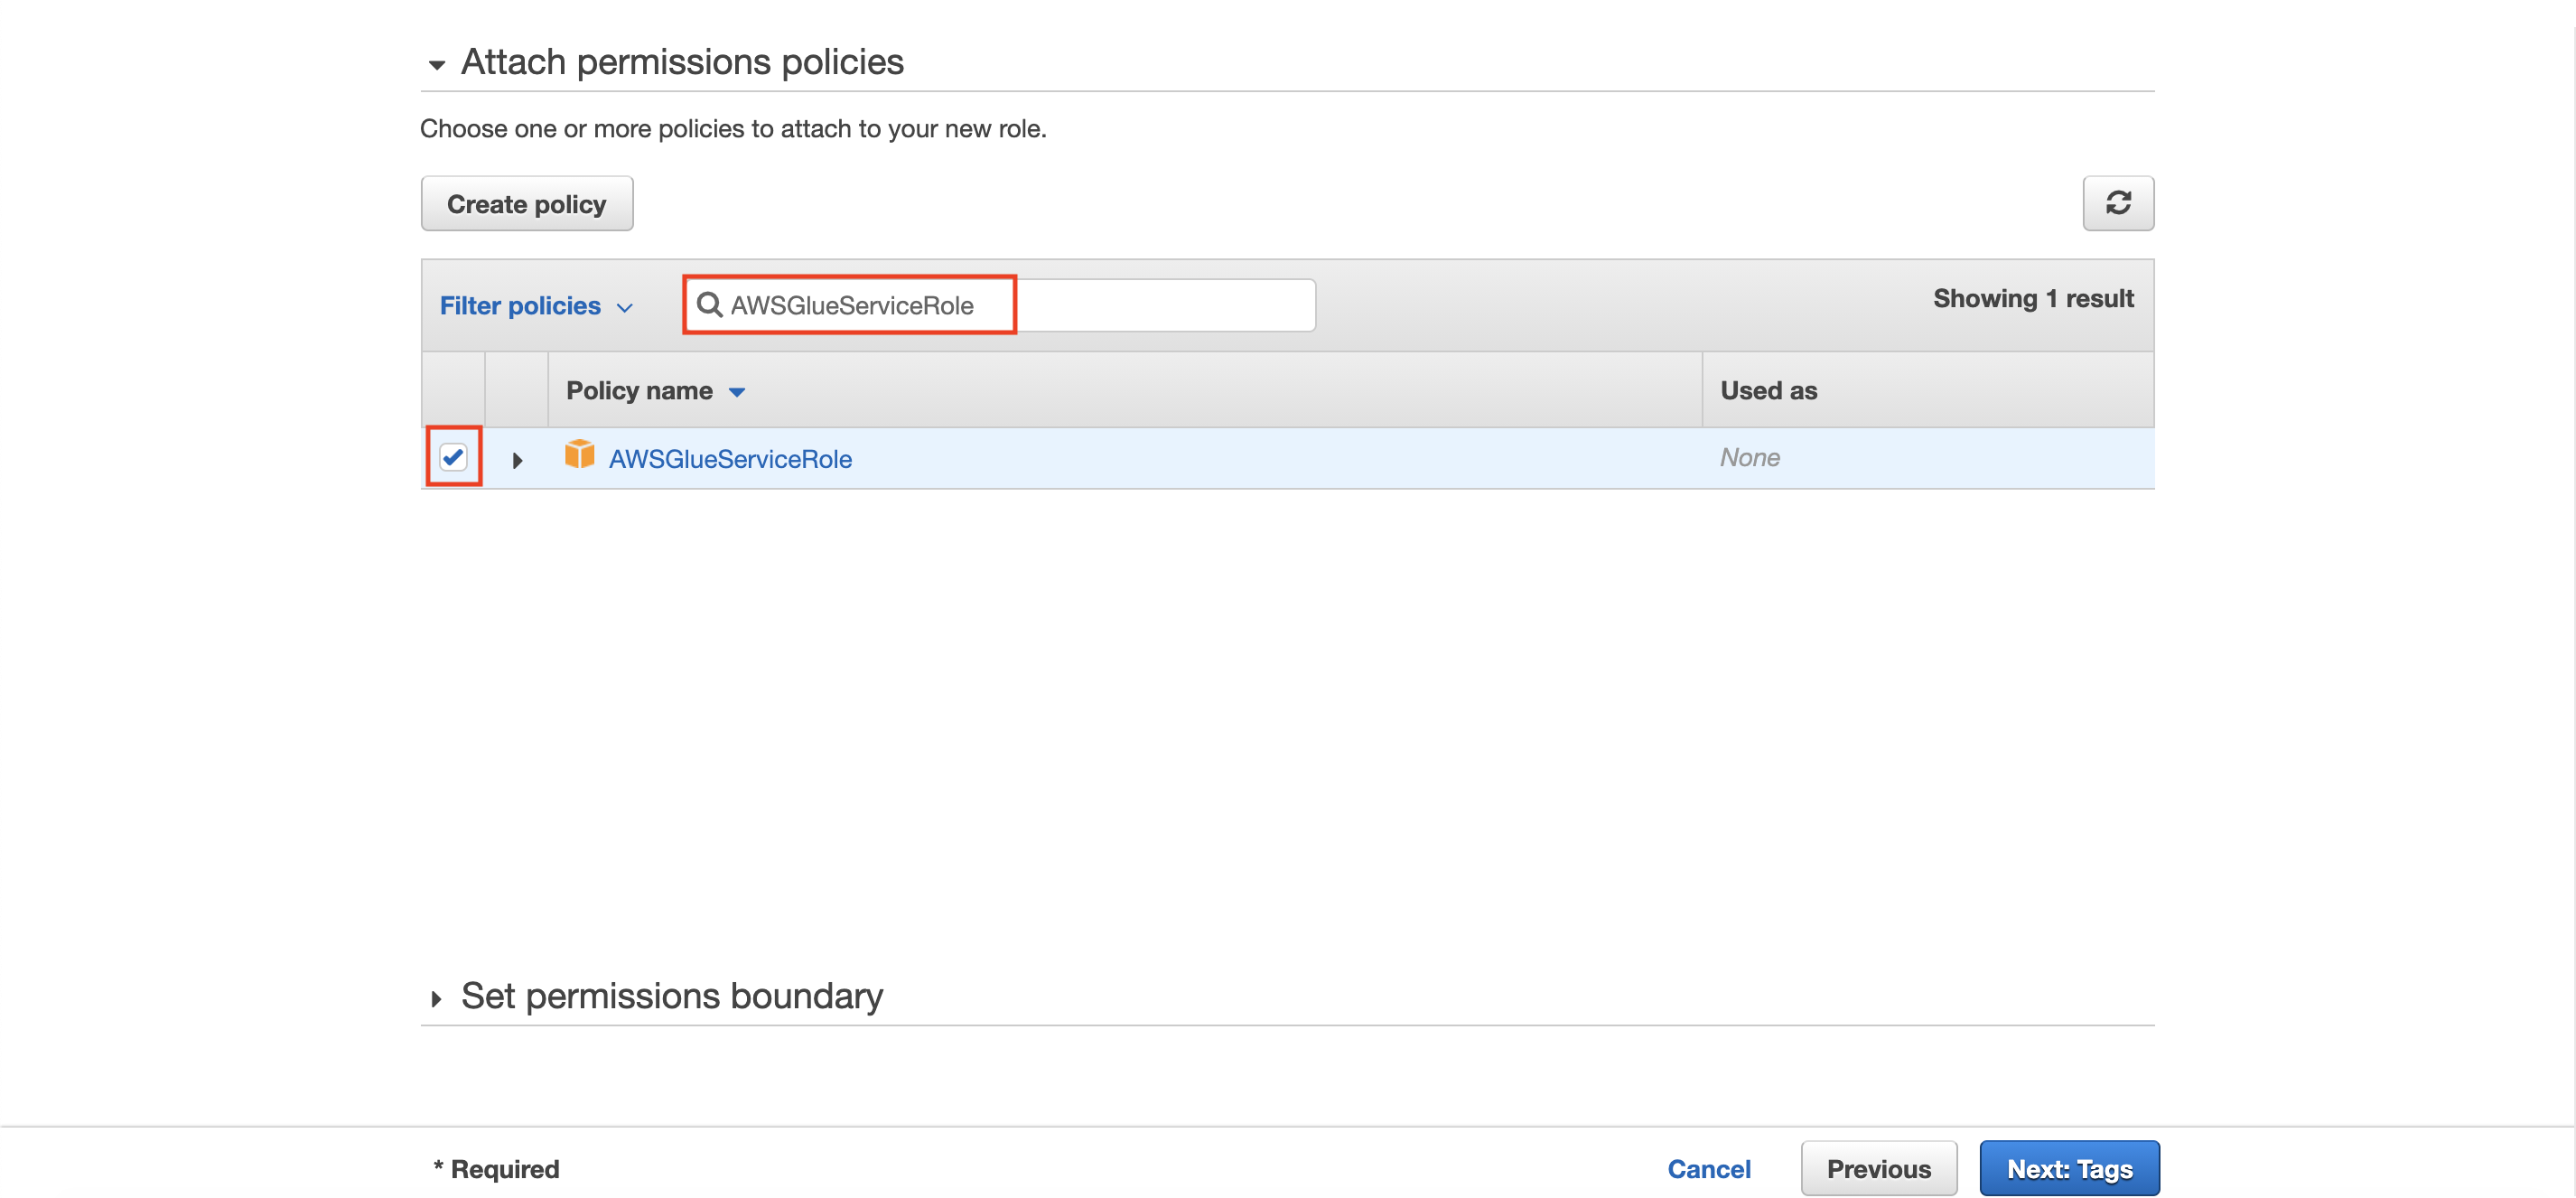 Attach permissions policies
Choose one or more policies to attach to your new role.
Create policy
Filter policies AWSGlueServiceRole Showing 1 result
Policy name Used as
AWSGlueServiceRole None
Set permissions boundary
* Required Cancel Previous Next: Tags